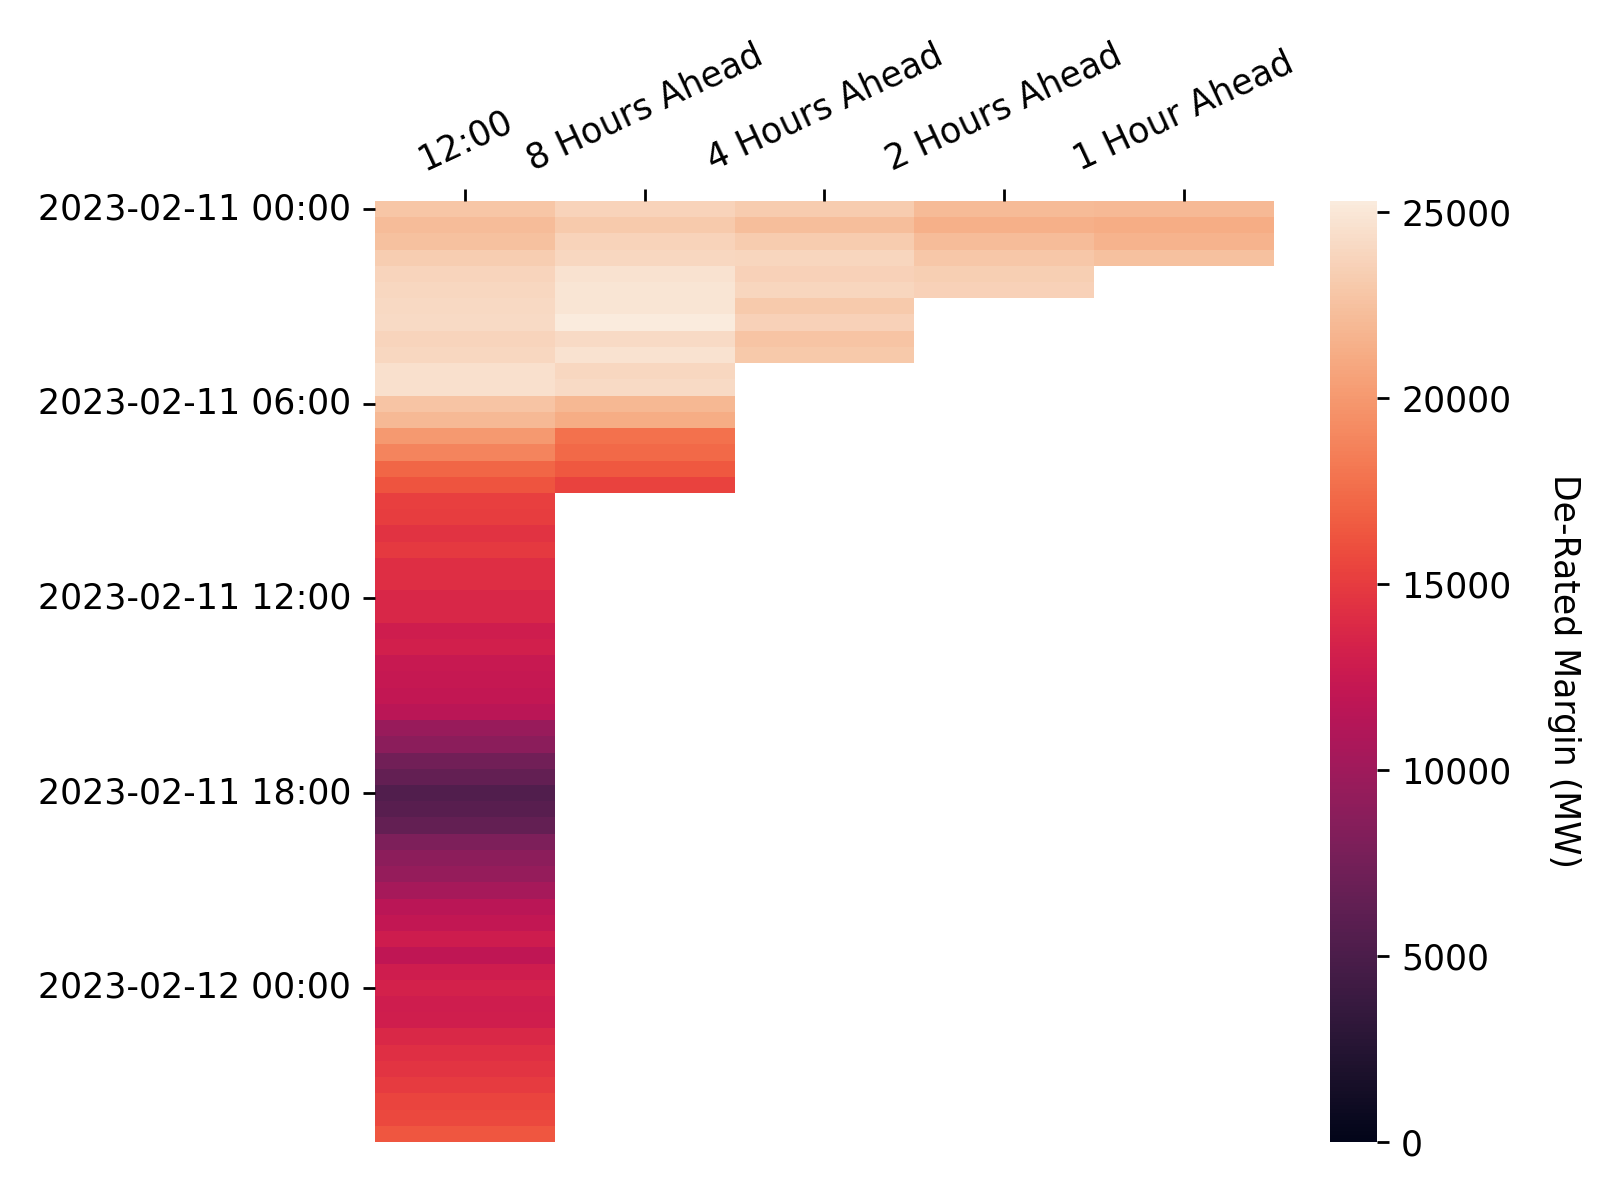 12:00
8 Hours Ahead
4 Hours Ahead
2 Hours Ahead
1 Hour Ahead
2023-02-11 00:00
2023-02-11 06:00
2023-02-11 12:00
2023-02-11 18:00
2023-02-12 00:00
25000
20000
15000
10000
5000
0
De-Rated Margin (MW)